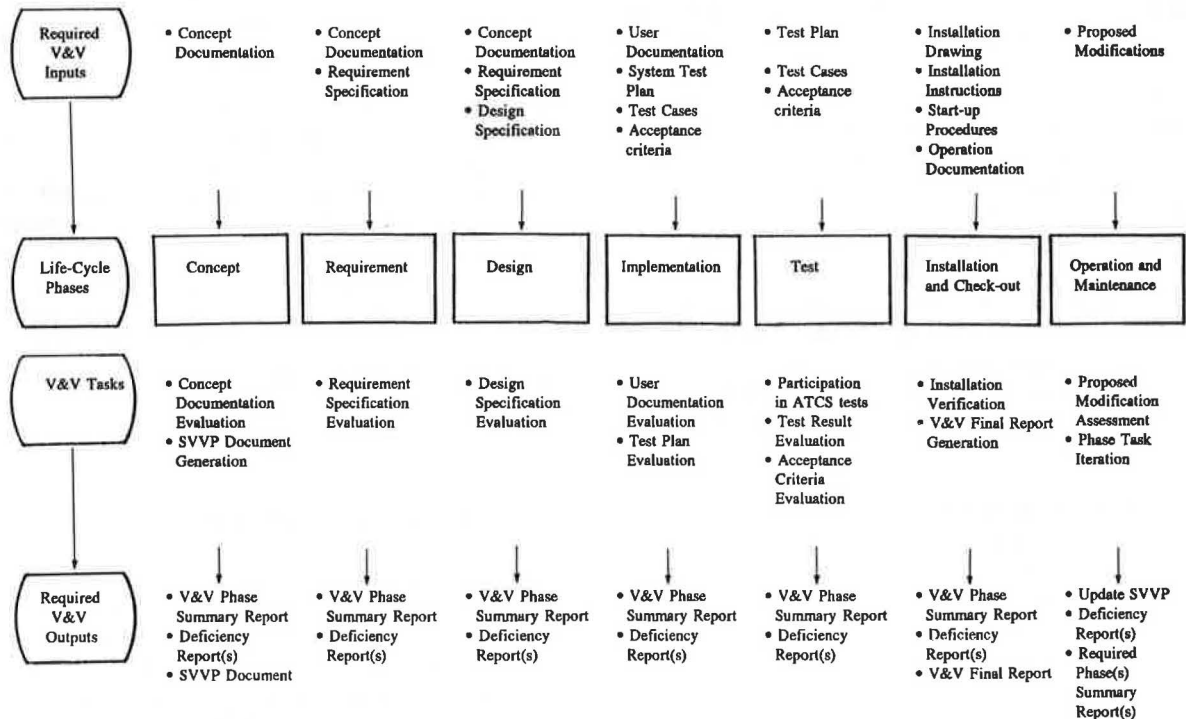 Required
V&V
Inputs
• Concept
Documentation
• Concept
Documentation
• Requirement
Specification
• Concept
Documentation
• Requirement
Specification
• Design
Specification
• User
Documentation
• System Test
Plan
• Test Cases
• Acceptance
criteria
• Test Plan
• Test Cases
• Acceptance
criteria
• Installation
Drawing
• Installation
Instructions
• Start-up
Procedures
• Operation
Documentation
• Proposed
Modifications
Life-Cycle
Phases
Concept
Requirement
Design
Implementation
Test
Installation
and Check-out
Operation and
Maintenance
V&V Tasks
• Concept
Documentation
Evaluation
• SVVP Document
Generation
• Requirement
Specification
Evaluation
• Design
Specification
Evaluation
• User
Documentation
Evaluation
• Test Plan
Evaluation
• Participation
in ATCS tests
• Test Result
Evaluation
• Acceptance
Criteria
Evaluation
• Installation
Verification
• V&V Final Report
Generation
• Proposed
Modification
Assessment
• Phase Task
Iteration
Required
V&V
Outputs
• V&V Phase
Summary Report
• Deficiency
Report(s)
• SVVP Document
• V&V Phase
Summary Report
• Deficiency
Report(s)
• V&V Phase
Summary Report
• Deficiency
Report(s)
• V&V Phase
Summary Report
• Deficiency
Report(s)
• V&V Phase
Summary Report
• Deficiency
Report(s)
• V&V Phase
Summary Report
• Deficiency
Report(s)
• V&V Final Report
• Update SVVP
• Deficiency
Report(s)
• Required
Phase(s)
Summary
Report(s)